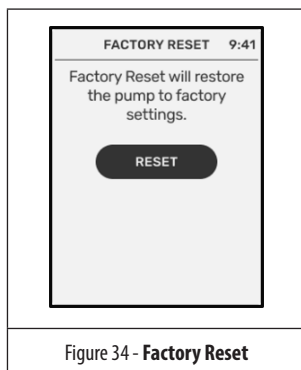 FACTORY RESET 9:41
Factory Reset will restore
the pump to factory
settings.
RESET
Figure 34 - Factory Reset